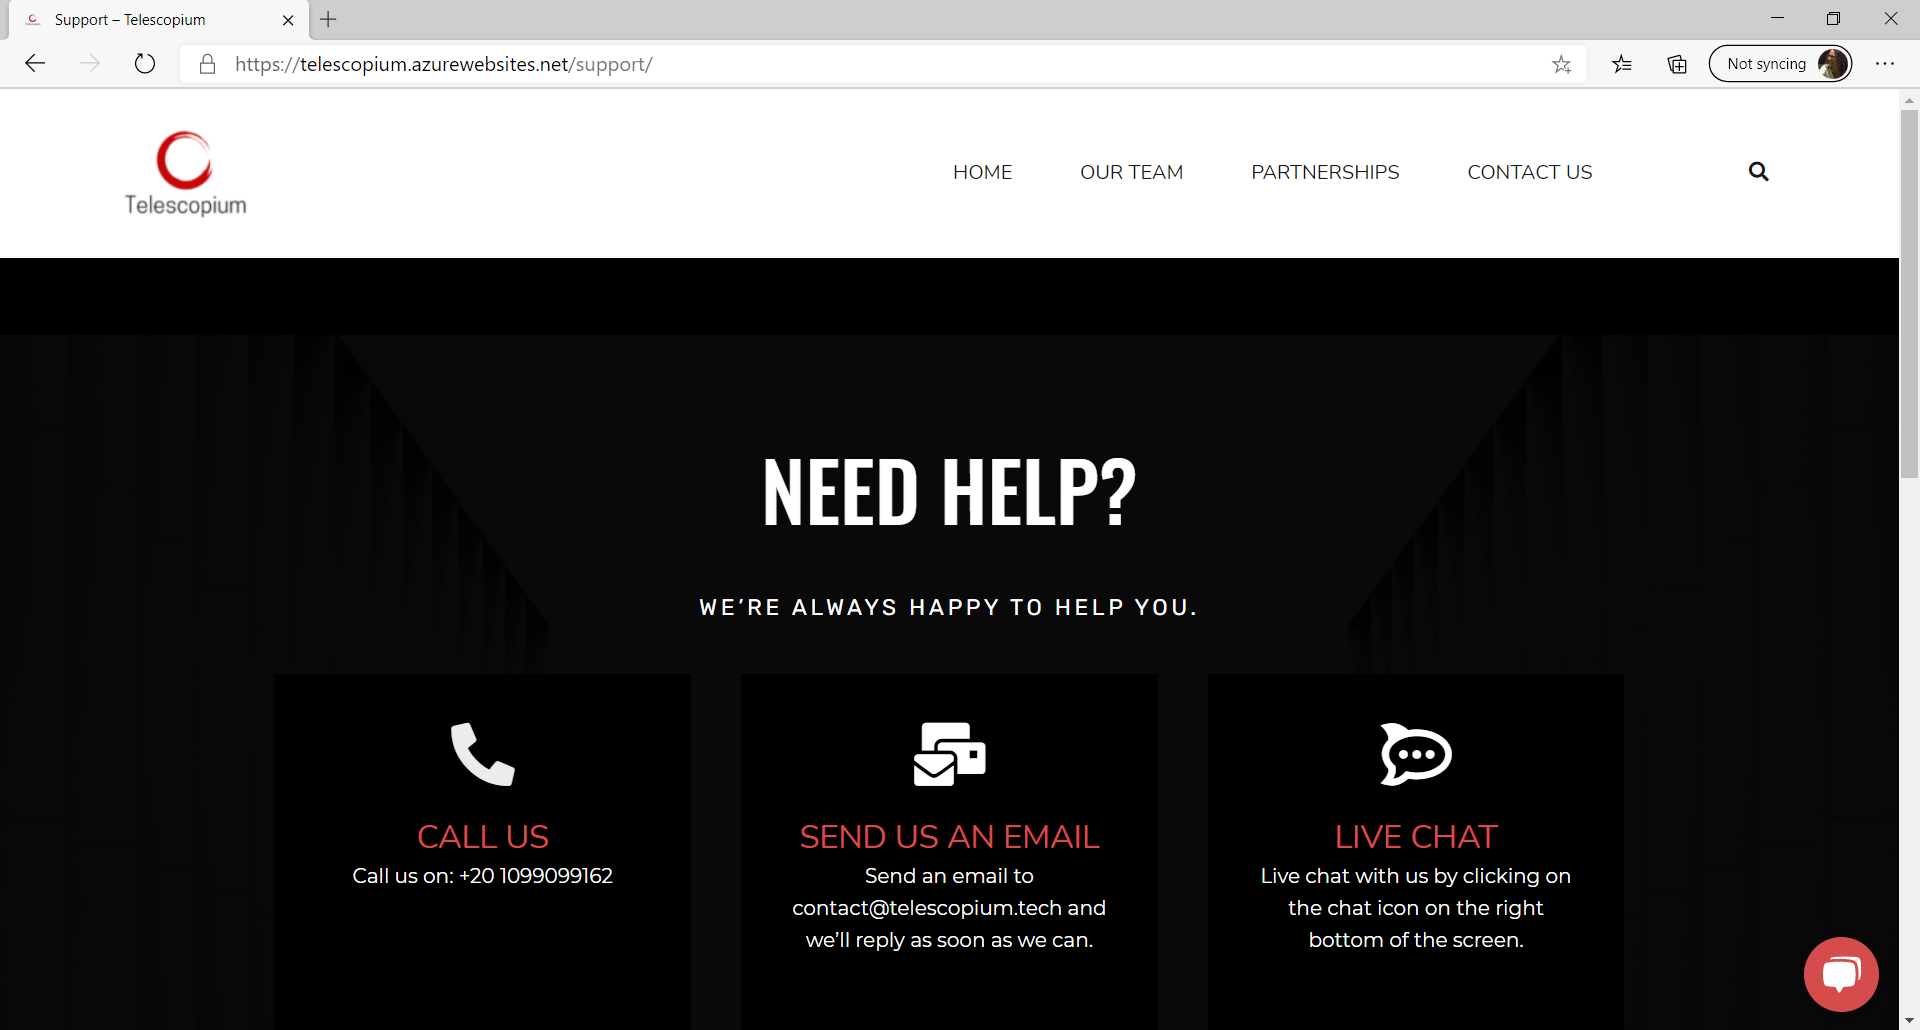 Support – Telescopium
https://telescopium.azurewebsites.net/support/
Not syncing
Telescopium
HOME
OUR TEAM
PARTNERSHIPS
CONTACT US
NEED HELP?
WE'RE ALWAYS HAPPY TO HELP YOU.
CALL US
Call us on: +20 1099099162
SEND US AN EMAIL
Send an email to
contact@telescopium.tech and
we'll reply as soon as we can.
LIVE CHAT
Live chat with us by clicking on
the chat icon on the right
bottom of the screen.